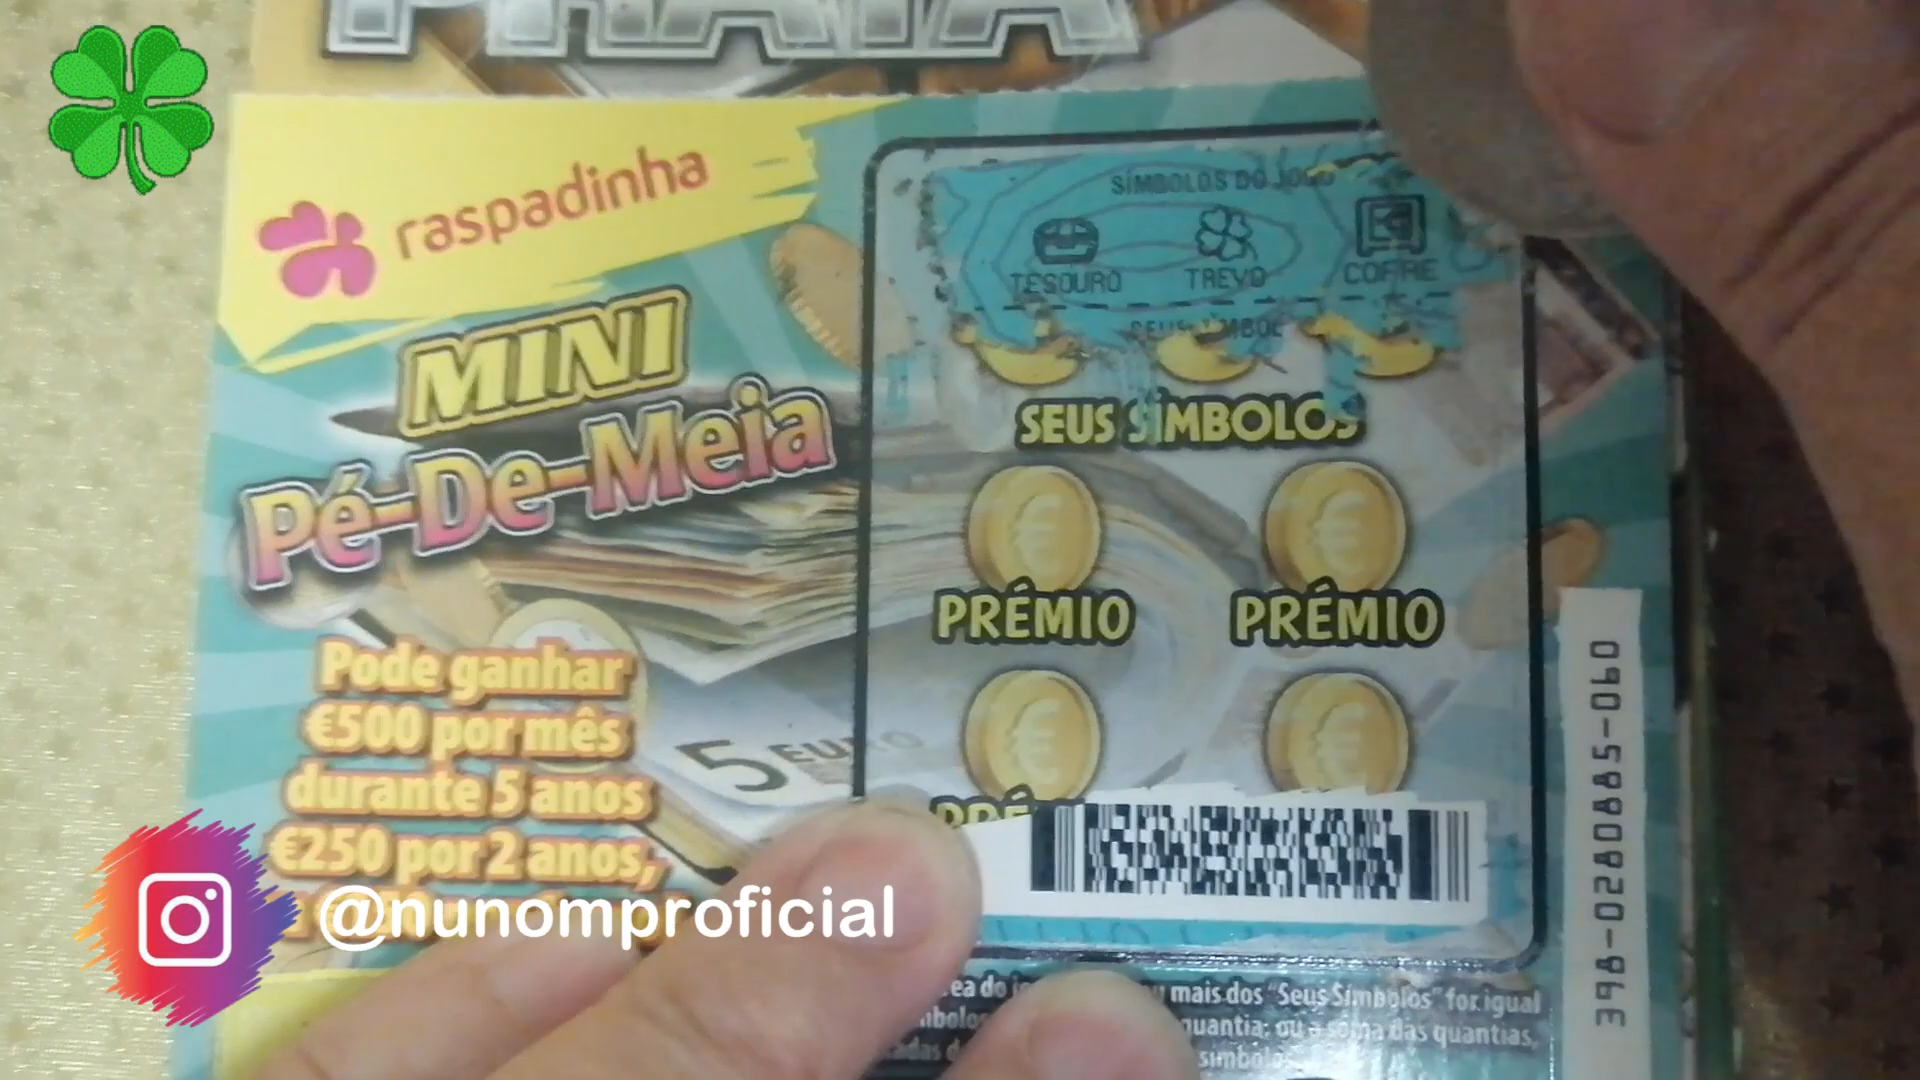 PRATA
raspadinha
MINI
Pé-De-Meia
Pode ganhar
€500 por mês
durante 5 anos
€250 por 2 anos,
@nunomproficial
SÍMBOLOS DO JOGO
TESOURO TREVO COFRE
SEUS SÍMBOLOS
PRÉMIO PRÉMIO
5 EURO
398-0280885-060
mais dos "Seus Símbolos" for igual
quantia; ou a soma das quantias,